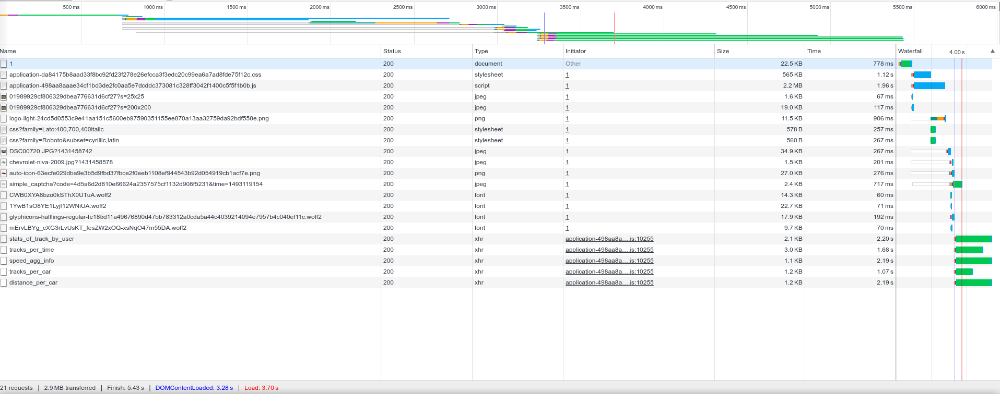 500 ms 1000 ms 1500 ms 2000 ms 2500 ms 3000 ms 3500 ms 4000 ms 4500 ms 5000 ms 5500 ms 6000 ms
Name Status Type Initiator Size Time Waterfall 4.00 s ▲
1 200 document Other 22.5 KB 778 ms
application-da84175b8aad33f8bc92fd23f278e26efcca3f3edc20c99ea6a7ad8fde75f12c.css 200 stylesheet 1 565 KB 1.12 s
application-498aa8aaae34cf1bd3de2fc0aa5e7dcddc373081c328ff3042f1400c5f5f1b0b.js 200 script 1 2.2 MB 1.96 s
01989929cf806329dbea776631d6cf27?s=25x25 200 jpeg 1 1.6 KB 67 ms
01989929cf806329dbea776631d6cf27?s=200x200 200 jpeg 1 19.0 KB 117 ms
logo-light-24cd5d0553c9e41aa151c5600eb97590351155ee870a13aa32759da92bdf558e.png 200 png 1 11.5 KB 906 ms
css?family=Lato:400,700,400italic 200 stylesheet 1 578 B 257 ms
css?family=Roboto&subset=cyrillic,latin 200 stylesheet 1 560 B 267 ms
DSC00720.JPG?1431458742 200 jpeg 1 34.9 KB 267 ms
chevrolet-niva-2009.jpg?1431458578 200 jpeg 1 1.5 KB 201 ms
auto-icon-63ecfe029dba9e3b5d9fbd37fbce2f0eeb1108ef944543b92d054919cb1acf7e.png 200 png 1 27.0 KB 276 ms
simple_captcha?code=4d5a6d2d810e66624a2357575cf1132d908f5231&time=1493119154 200 jpeg 1 2.4 KB 717 ms
CWB0XYA8bzo0kSThX0UTuA.woff2 200 font 1 14.3 KB 60 ms
1YwB1sO8YE1Lyjf12WNiUA.woff2 200 font 1 22.7 KB 71 ms
glyphicons-halflings-regular-fe185d11a49676890d47bb783312a0cda5a44c4039214094e7957b4c040ef11c.woff2 200 font 1 17.9 KB 192 ms
mErvLBYg_cXG3rLvUsKT_fesZW2xOQ-xsNqO47m55DA.woff2 200 font 1 9.7 KB 70 ms
stats_of_track_by_user 200 xhr application-498aa8a….js:10255 2.1 KB 2.20 s
tracks_per_time 200 xhr application-498aa8a….js:10255 3.0 KB 1.68 s
speed_agg_info 200 xhr application-498aa8a….js:10255 1.1 KB 2.19 s
tracks_per_car 200 xhr application-498aa8a….js:10255 1.2 KB 1.07 s
distance_per_car 200 xhr application-498aa8a….js:10255 1.2 KB 2.19 s
21 requests | 2.9 MB transferred | Finish: 5.43 s | DOMContentLoaded: 3.28 s | Load: 3.70 s